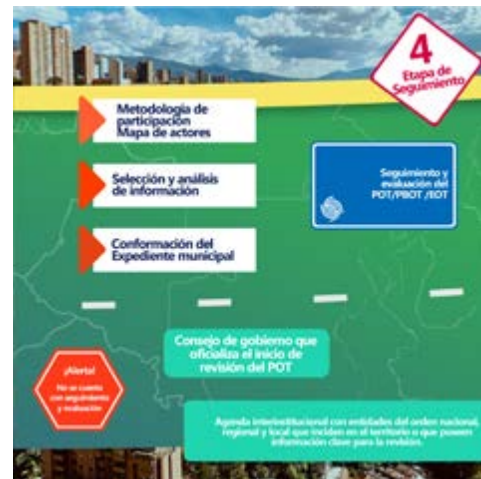 4
Etapa de
Seguimiento
Metodología de
participación
Mapa de actores
Selección y análisis
de información
Conformación del
Expediente municipal
Seguimiento y
evaluación del
POT/PBOT /EOT
Consejo de gobierno que
oficializa el inicio de
revisión del POT
¡Alerta!
No se cuenta
con seguimiento
y evaluación
Agenda interinstitucional con entidades del orden nacional,
regional y local que inciden en el territorio o que poseen
información clave para la revisión.